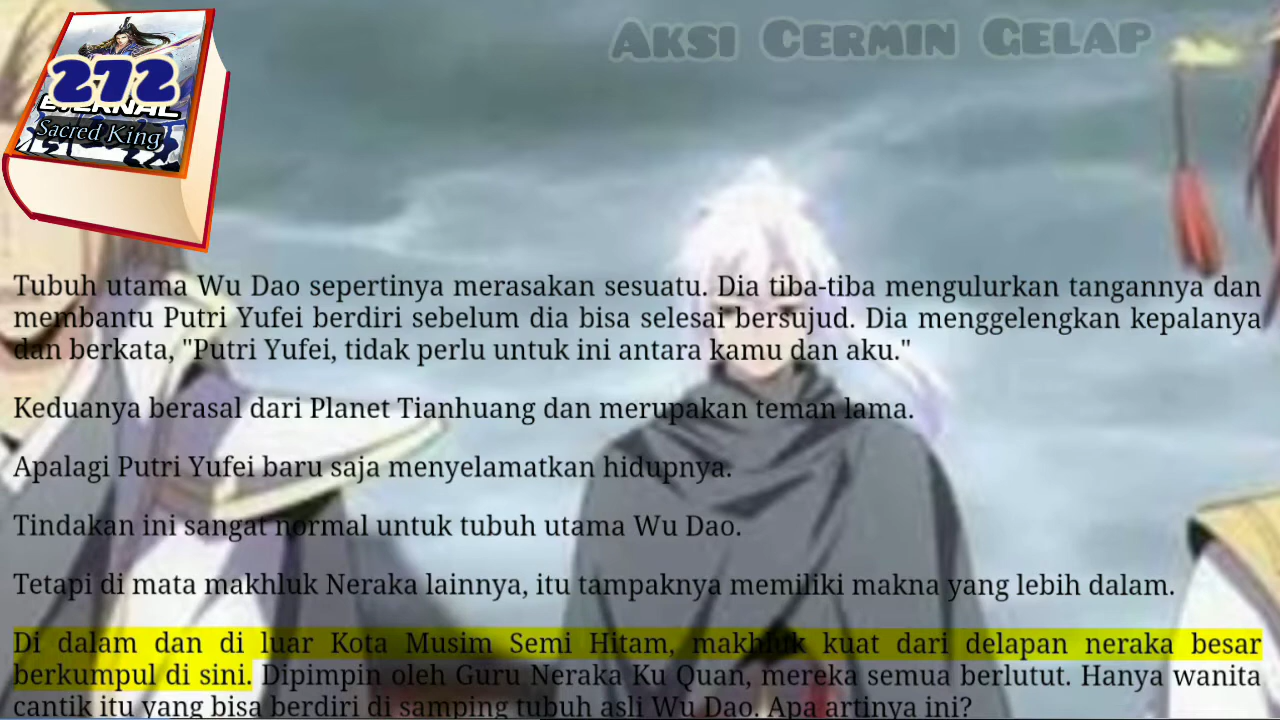 Aksi Cermin Gelap
272
ETERNAL
Sacred King
Tubuh utama Wu Dao sepertinya merasakan sesuatu. Dia tiba-tiba mengulurkan tangannya dan
membantu Putri Yufei berdiri sebelum dia bisa selesai bersujud. Dia menggelengkan kepalanya
dan berkata, "Putri Yufei, tidak perlu untuk ini antara kamu dan aku."
Keduanya berasal dari Planet Tianhuang dan merupakan teman lama.
Apalagi Putri Yufei baru saja menyelamatkan hidupnya.
Tindakan ini sangat normal untuk tubuh utama Wu Dao.
Tetapi di mata makhluk Neraka lainnya, itu tampaknya memiliki makna yang lebih dalam.
Di dalam dan di luar Kota Musim Semi Hitam, makhluk kuat dari delapan neraka besar
berkumpul di sini. Dipimpin oleh Guru Neraka Ku Quan, mereka semua berlutut. Hanya wanita
cantik itu yang bisa berdiri di samping tubuh asli Wu Dao. Apa artinya ini?